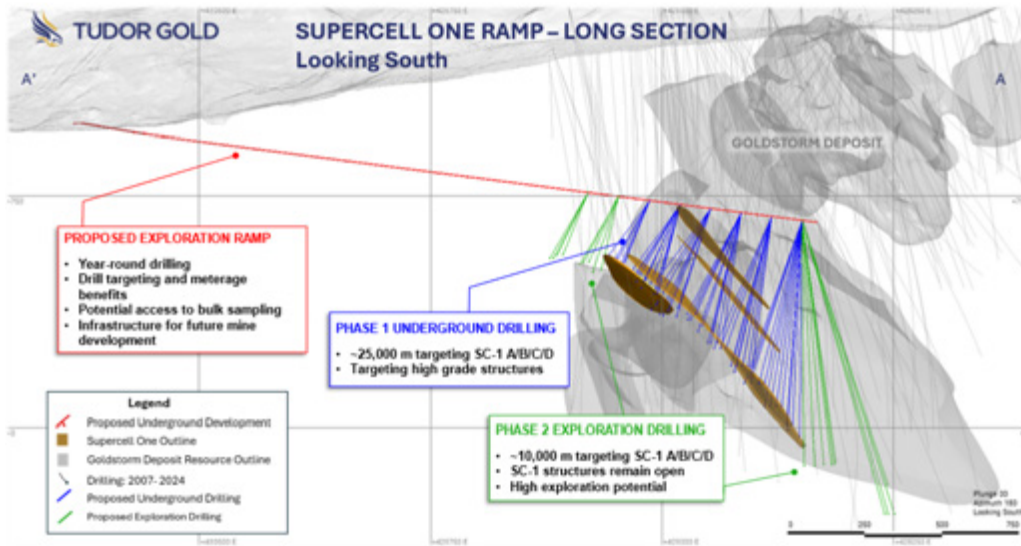 TUDOR GOLD
SUPERCELL ONE RAMP – LONG SECTION
Looking South
A'
A
GOLDSTORM DEPOSIT
PROPOSED EXPLORATION RAMP
• Year-round drilling
• Drill targeting and meterage
benefits
• Potential access to bulk sampling
• Infrastructure for future mine
development
PHASE 1 UNDERGROUND DRILLING
• ~25,000 m targeting SC-1 A/B/C/D
• Targeting high grade structures
PHASE 2 EXPLORATION DRILLING
• ~10,000 m targeting SC-1 A/B/C/D
• SC-1 structures remain open
• High exploration potential
Legend
Proposed Underground Development
Supercell One Outline
Goldstorm Deposit Resource Outline
Drilling: 2007- 2024
Proposed Underground Drilling
Proposed Exploration Drilling
Looking South
0 250 500 750